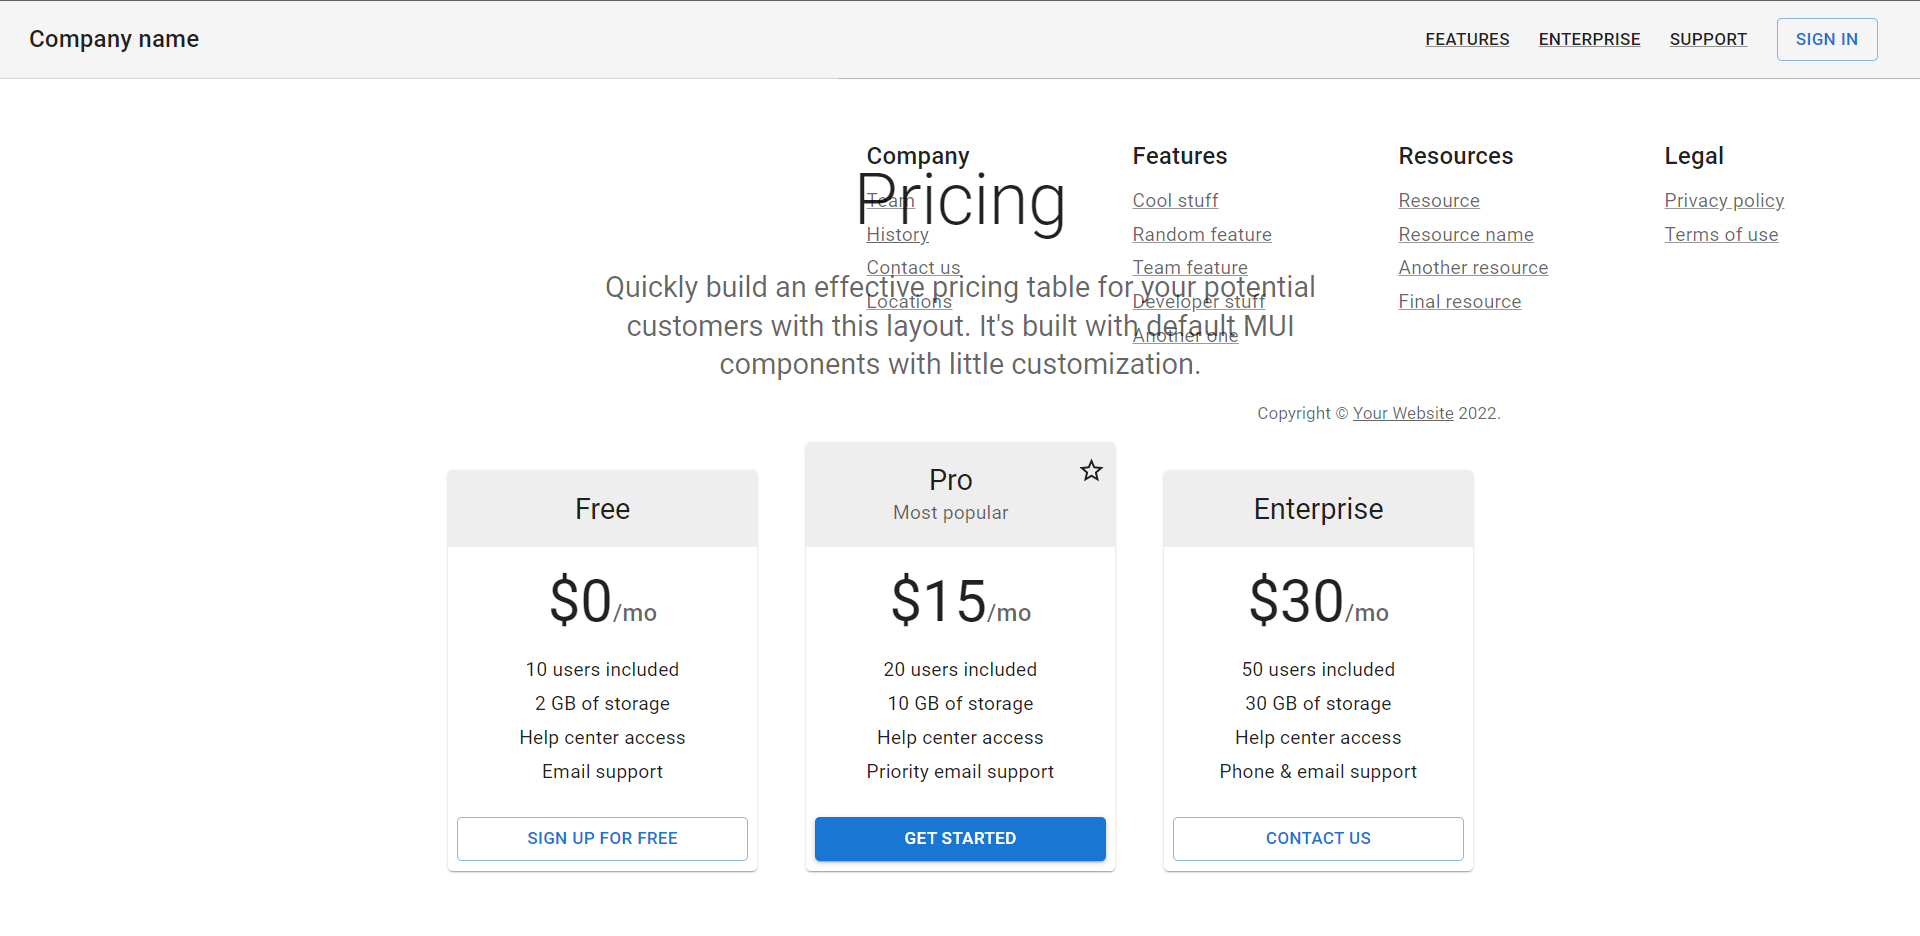 Company name
FEATURES ENTERPRISE SUPPORT SIGN IN
Company
Team
History
Contact us
Locations
Features
Cool stuff
Random feature
Team feature
Developer stuff
Another one
Resources
Resource
Resource name
Another resource
Final resource
Legal
Privacy policy
Terms of use
Pricing
Quickly build an effective pricing table for your potential
customers with this layout. It's built with default MUI
components with little customization.
Copyright © Your Website 2022.
Free
$0/mo
10 users included
2 GB of storage
Help center access
Email support
SIGN UP FOR FREE
Pro
Most popular
$15/mo
20 users included
10 GB of storage
Help center access
Priority email support
GET STARTED
Enterprise
$30/mo
50 users included
30 GB of storage
Help center access
Phone & email support
CONTACT US